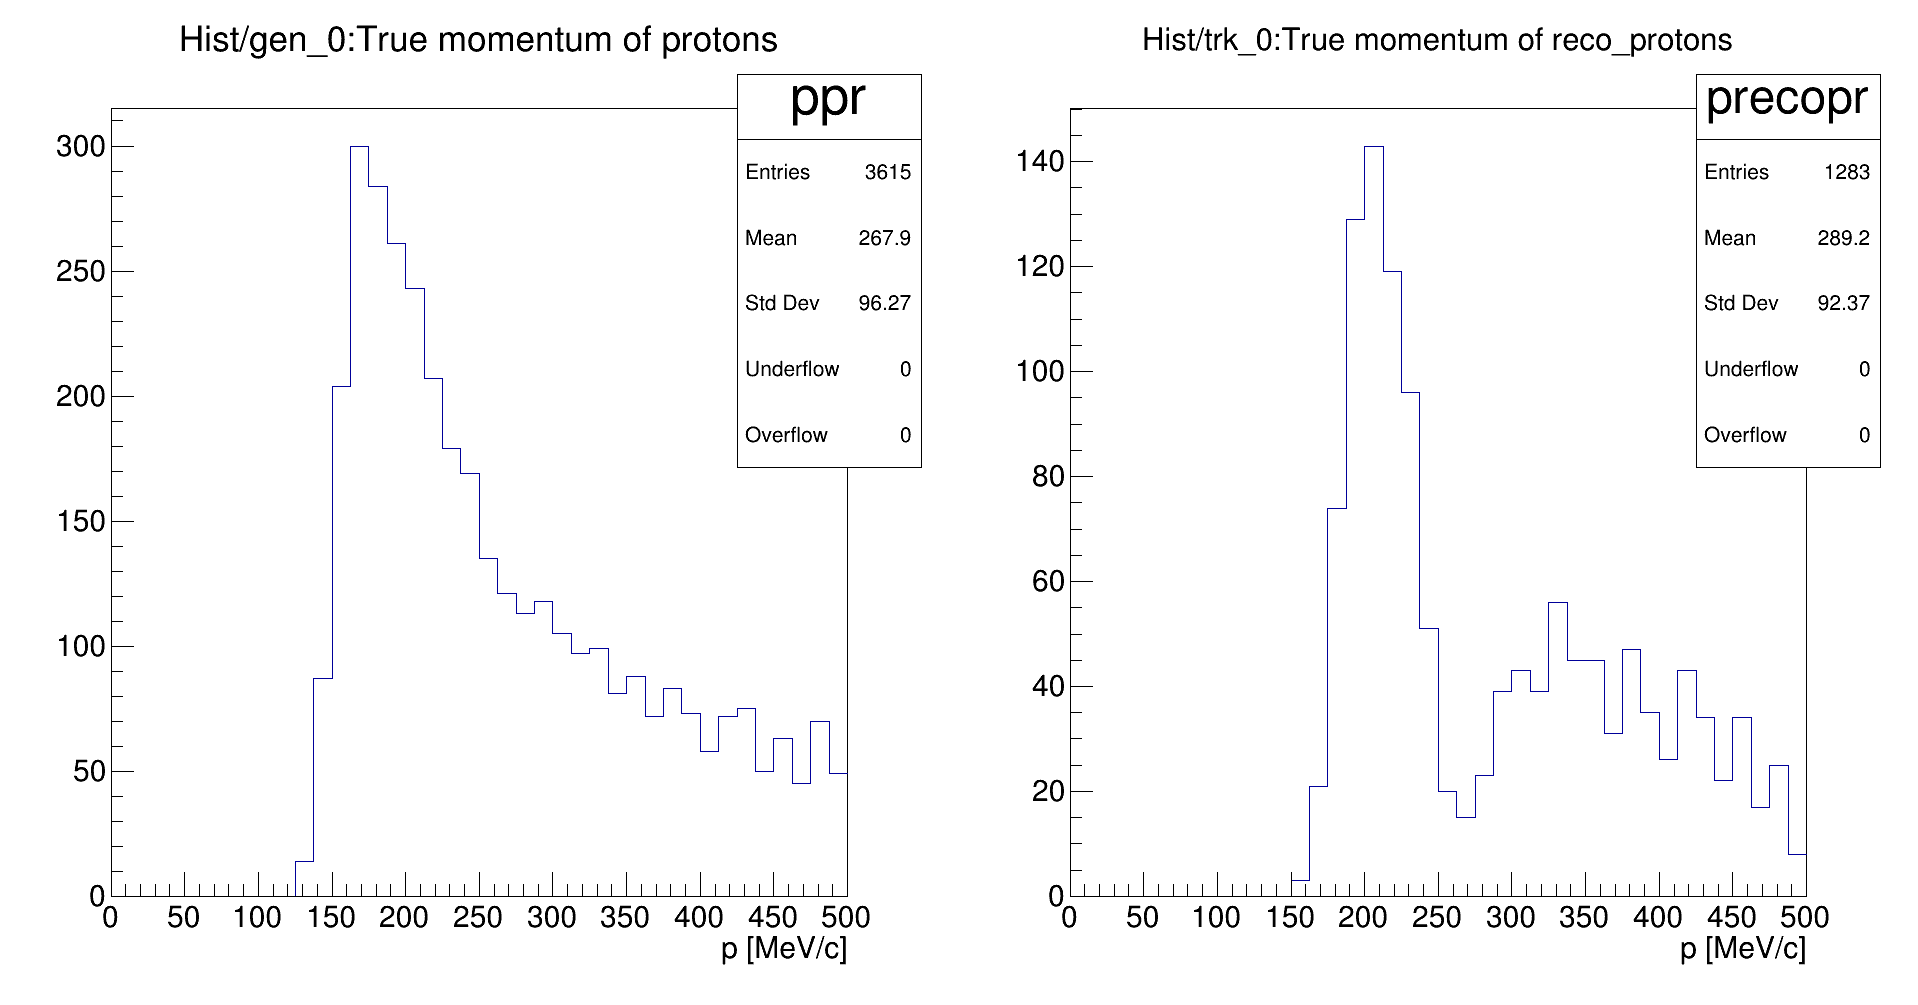 Hist/gen_0:True momentum of protons
ppr
Entries 3615
Mean 267.9
Std Dev 96.27
Underflow 0
Overflow 0
300
250
200
150
100
50
0
0 50 100 150 200 250 300 350 400 450 500
p [MeV/c]
Hist/trk_0:True momentum of reco_protons
precopr
Entries 1283
Mean 289.2
Std Dev 92.37
Underflow 0
Overflow 0
140
120
100
80
60
40
20
0
0 50 100 150 200 250 300 350 400 450 500
p [MeV/c]